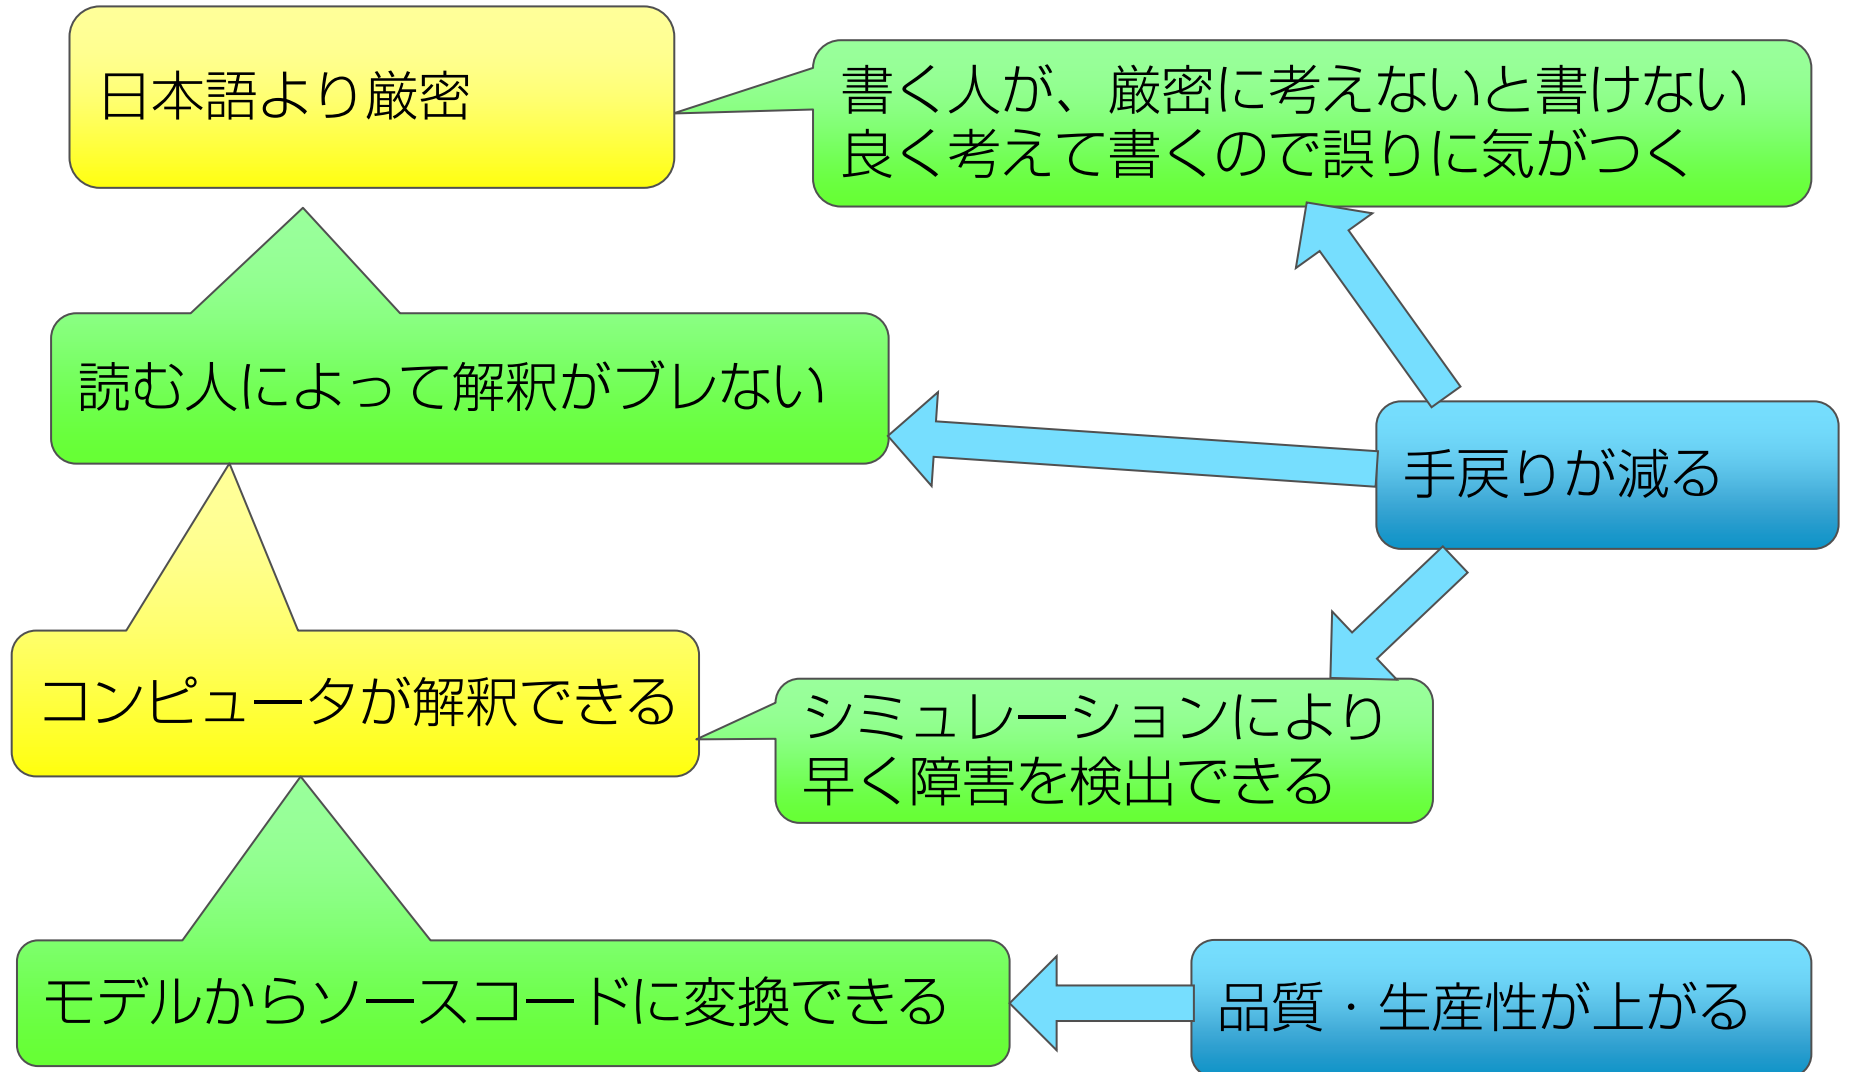 日本語より厳密
書く人が、厳密に考えないと書けない
良く考えて書くので誤りに気がつく
読む人によって解釈がブレない
手戻りが減る
コンピュータが解釈できる
シミュレーションにより
早く障害を検出できる
モデルからソースコードに変換できる
品質・生産性が上がる